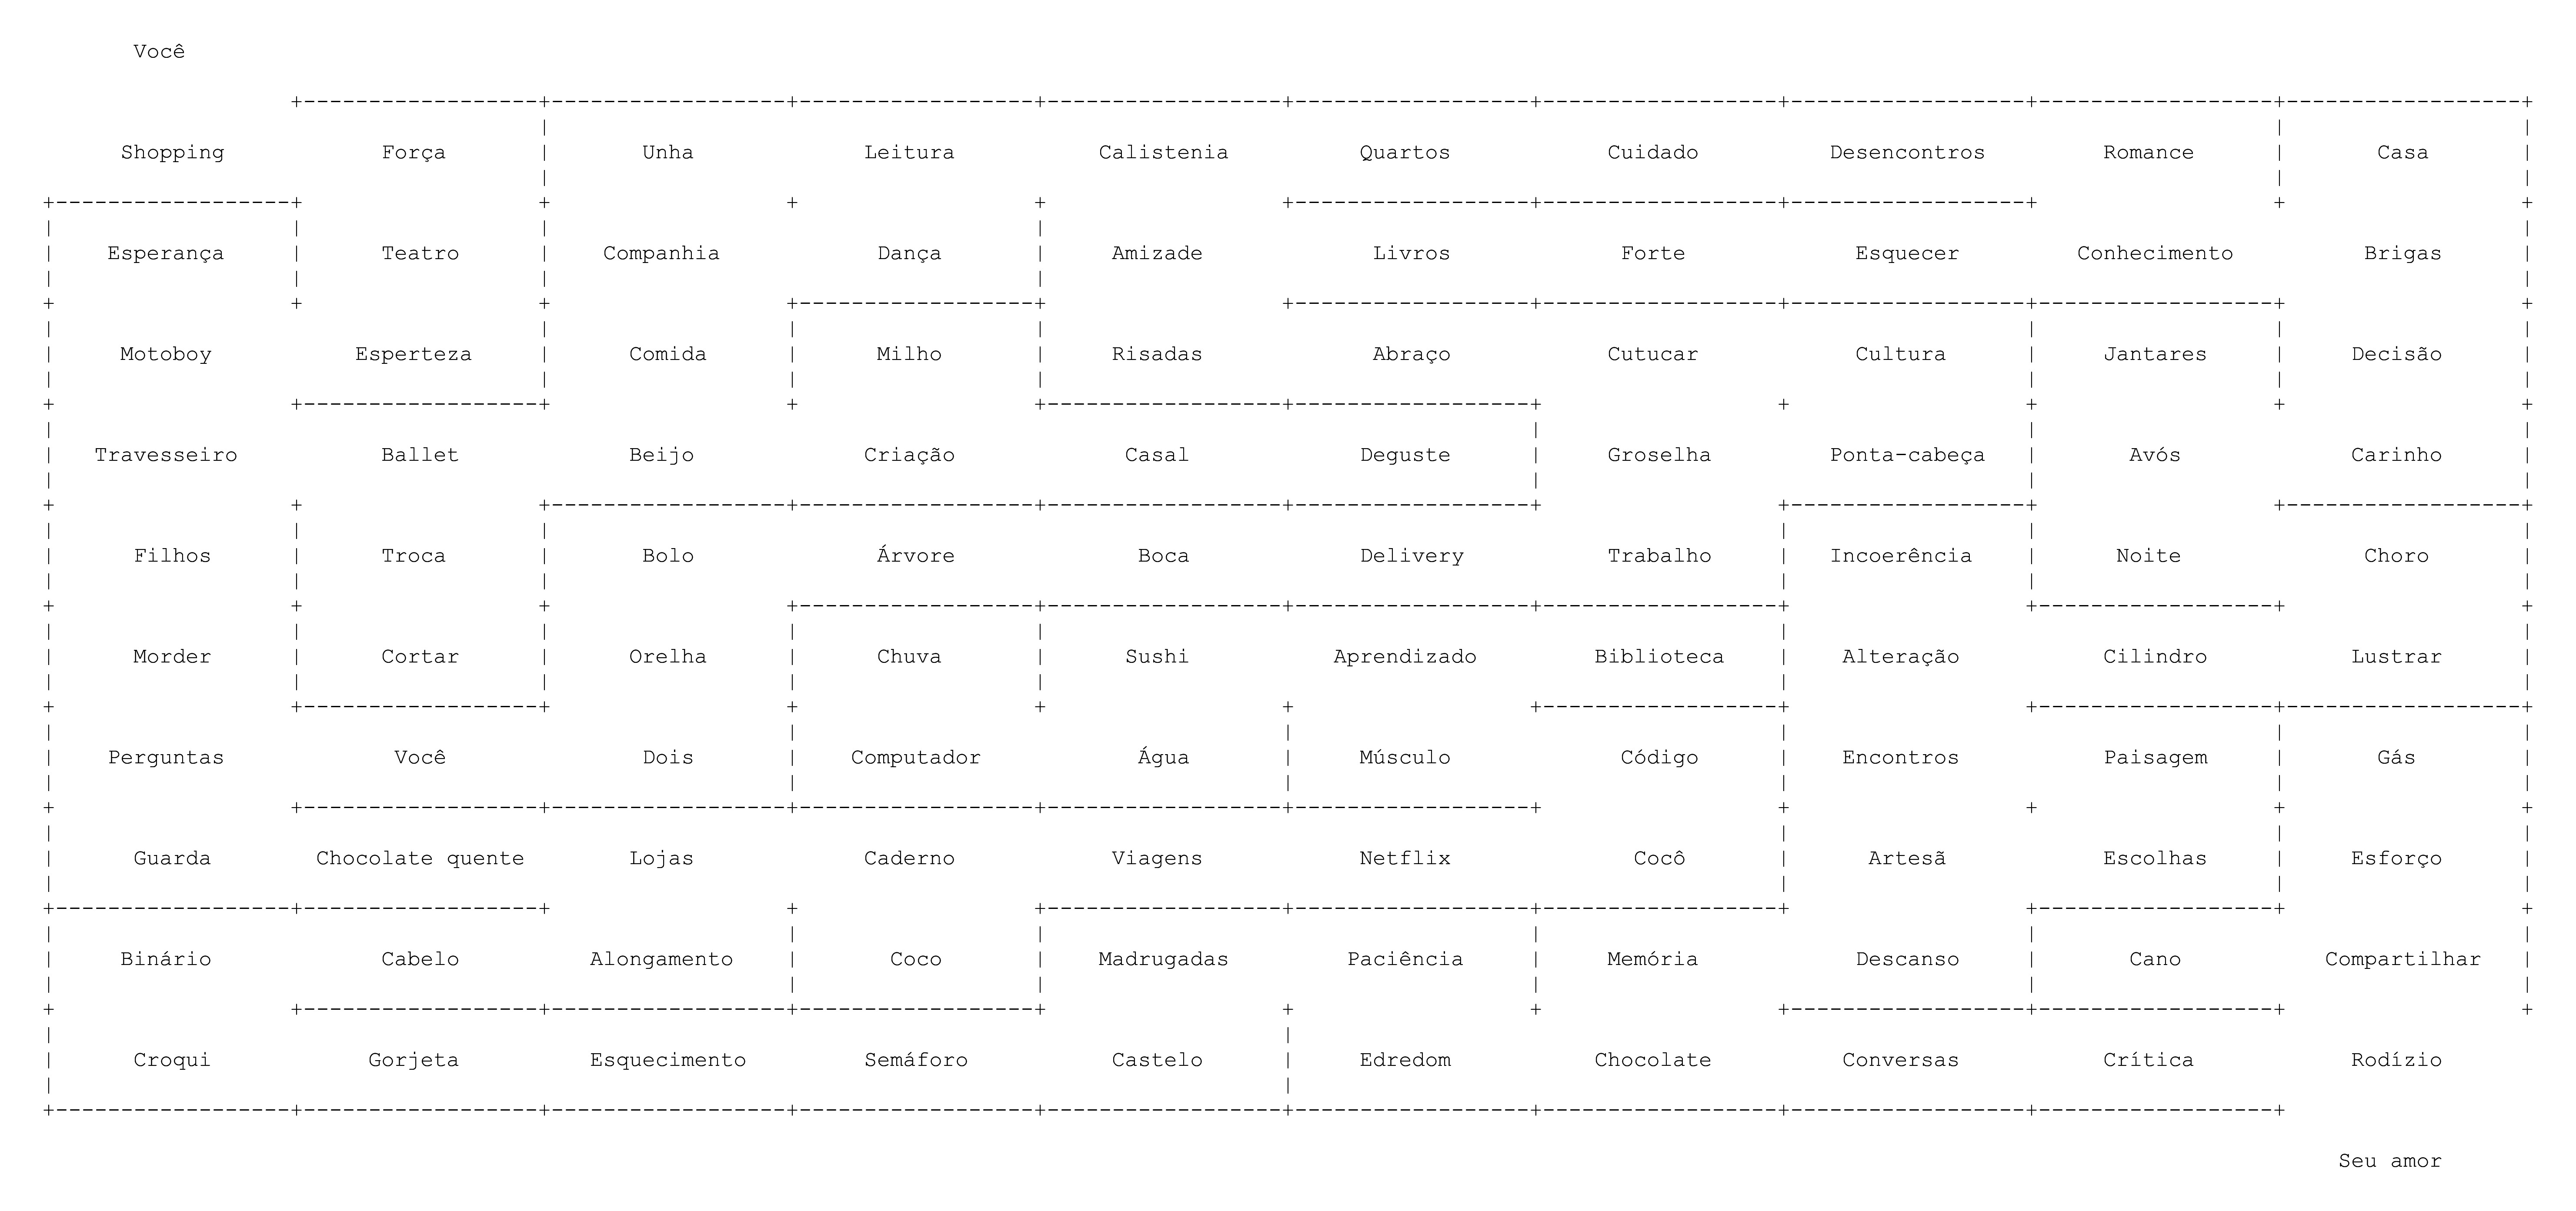 Você
Shopping Força Unha Leitura Calistenia Quartos Cuidado Desencontros Romance Casa
Esperança Teatro Companhia Dança Amizade Livros Forte Esquecer Conhecimento Brigas
Motoboy Esperteza Comida Milho Risadas Abraço Cutucar Cultura Jantares Decisão
Travesseiro Ballet Beijo Criação Casal Deguste Groselha Ponta-cabeça Avós Carinho
Filhos Troca Bolo Árvore Boca Delivery Trabalho Incoerência Noite Choro
Morder Cortar Orelha Chuva Sushi Aprendizado Biblioteca Alteração Cilindro Lustrar
Perguntas Você Dois Computador Água Músculo Código Encontros Paisagem Gás
Guarda Chocolate quente Lojas Caderno Viagens Netflix Cocô Artesã Escolhas Esforço
Binário Cabelo Alongamento Coco Madrugadas Paciência Memória Descanso Cano Compartilhar
Croqui Gorjeta Esquecimento Semáforo Castelo Edredom Chocolate Conversas Crítica Rodízio
Seu amor